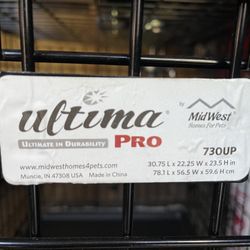 ultima®
by MidWest®
Homes For Pets
ULTIMATE IN DURABILITY PRO
730UP
www.midwesthomes4pets.com 30.75 L x 22.25 W x 23.5 H in
Muncie, IN 47308 USA Made in China 78.1 L x 56.5 W x 59.6 H cm